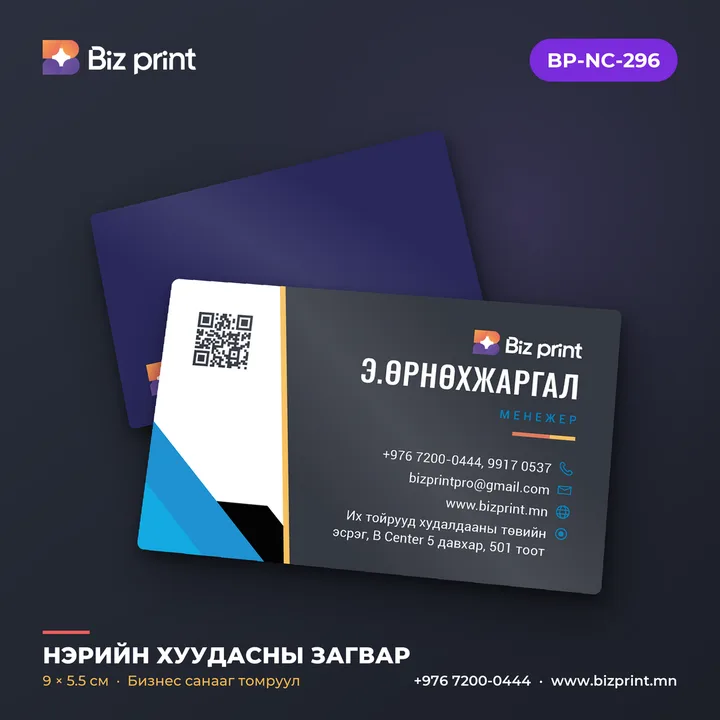 Biz print
BP-NC-296
Biz print
Э.ӨРНӨХЖАРГАЛ
МЕНЕЖЕР
+976 7200-0444, 9917 0537
bizprintpro@gmail.com
www.bizprint.mn
Их тойрууд худалдааны төвийн
эсрэг, B Center 5 давхар, 501 тоот
НЭРИЙН ХУУДАСНЫ ЗАГВАР
9 × 5.5 см · Бизнес санааг томруул
+976 7200-0444 · www.bizprint.mn